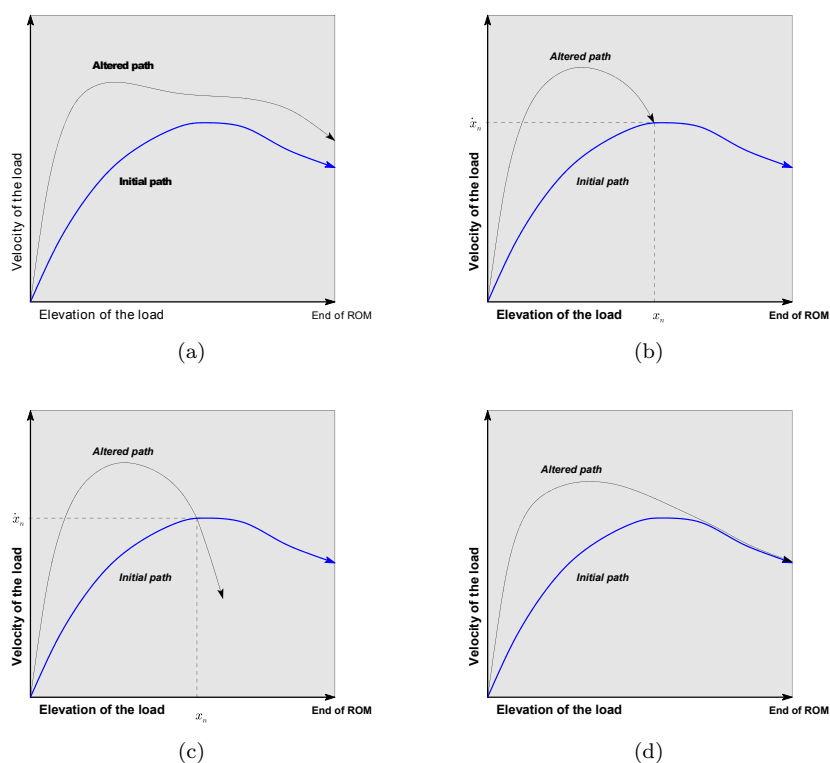 Altered path
Initial path
Velocity of the load
Elevation of the load
End of ROM
(a)
Altered path
ẋₙ
Initial path
Velocity of the load
Elevation of the load
xₙ
End of ROM
(b)
Altered path
ẋₙ
Initial path
Velocity of the load
Elevation of the load
xₙ
End of ROM
(c)
Altered path
Initial path
Velocity of the load
Elevation of the load
End of ROM
(d)